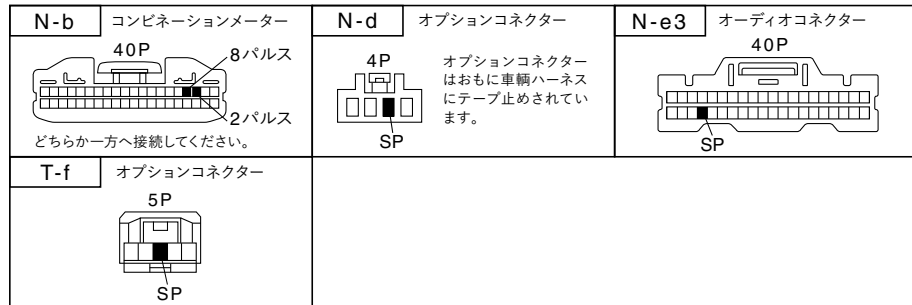 N-b コンビネーションメーター
40P
8パルス
2パルス
どちらか一方へ接続してください。
N-d オプションコネクター
4P
SP
オプションコネクター
はおもに車輌ハーネス
にテープ止めされてい
ます。
N-e3 オーディオコネクター
40P
SP
T-f オプションコネクター
5P
SP